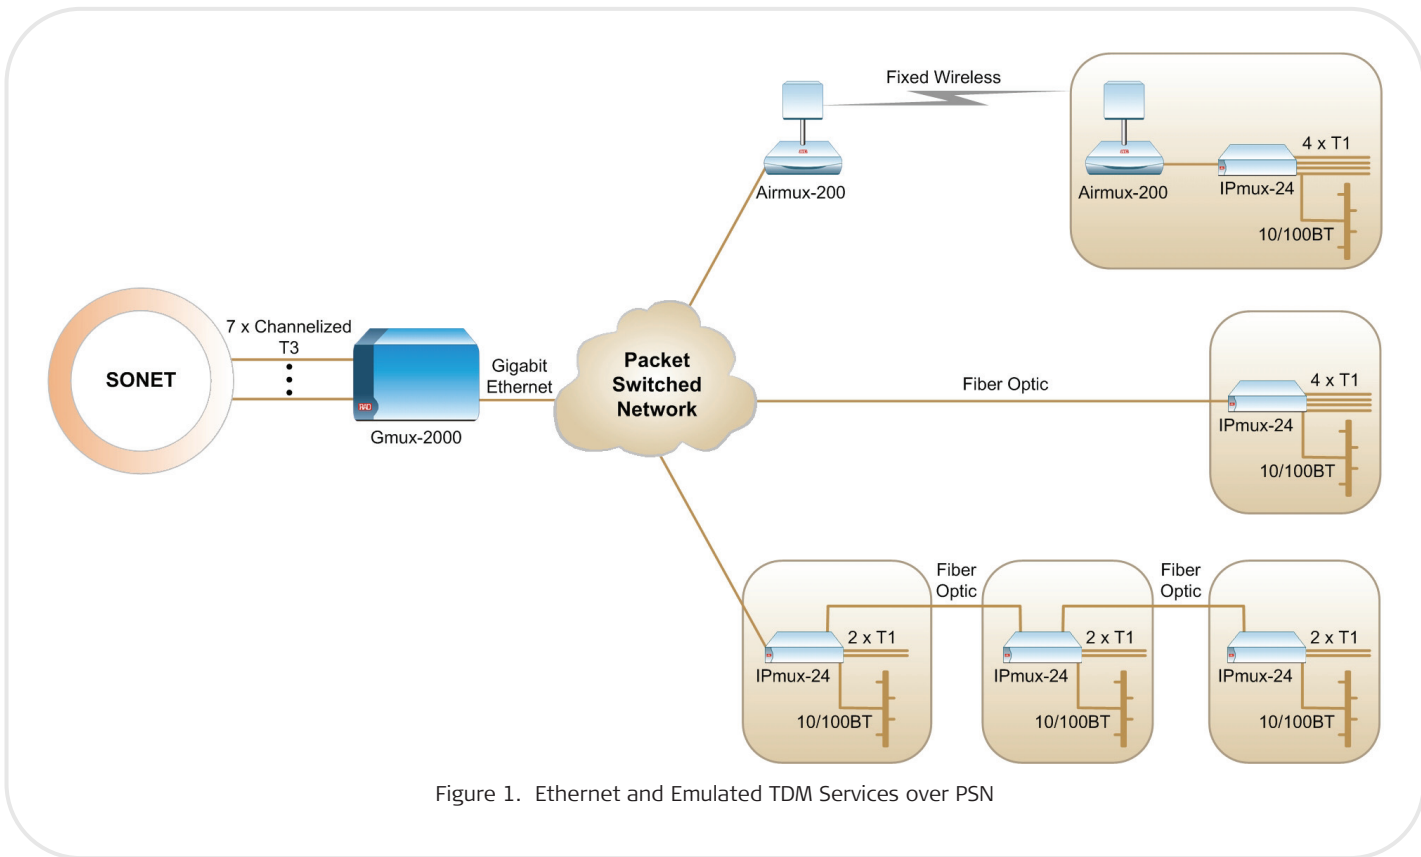 Fixed Wireless
Airmux-200
Airmux-200
4 x T1
IPmux-24
10/100BT
SONET
7 x Channelized
T3
RAD
Gmux-2000
Gigabit
Ethernet
Packet
Switched
Network
Fiber Optic
4 x T1
IPmux-24
10/100BT
Fiber
Optic
Fiber
Optic
2 x T1
IPmux-24
10/100BT
2 x T1
IPmux-24
10/100BT
2 x T1
IPmux-24
10/100BT
Figure 1. Ethernet and Emulated TDM Services over PSN